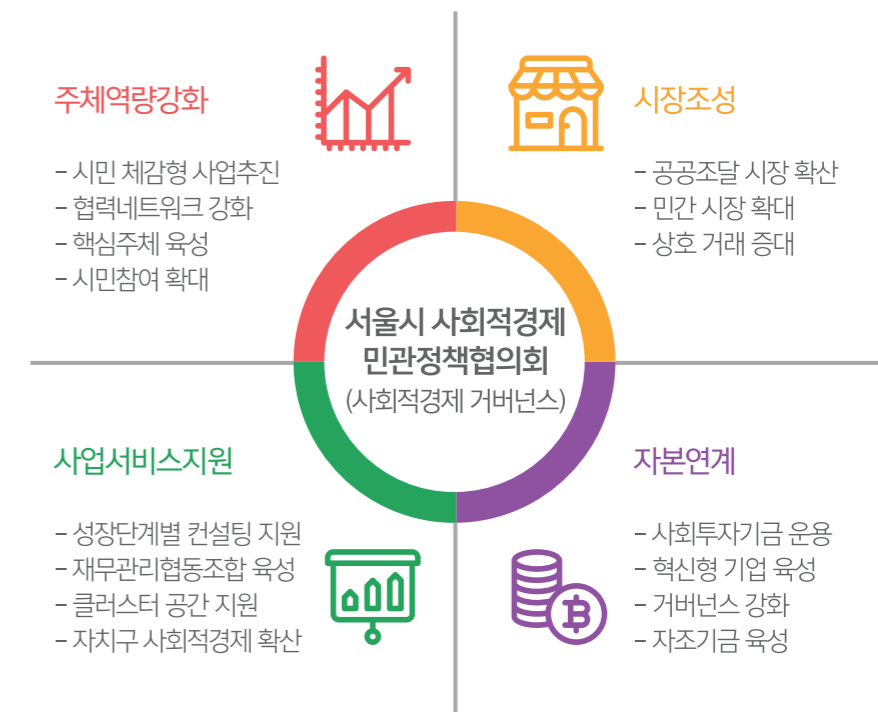 주체역량강화
- 시민 체감형 사업추진
- 협력네트워크 강화
- 핵심주체 육성
- 시민참여 확대
시장조성
- 공공조달 시장 확산
- 민간 시장 확대
- 상호 거래 증대
서울시 사회적경제
민관정책협의회
(사회적경제 거버넌스)
사업서비스지원
- 성장단계별 컨설팅 지원
- 재무관리협동조합 육성
- 클러스터 공간 지원
- 자치구 사회적경제 확산
자본연계
- 사회투자기금 운용
- 혁신형 기업 육성
- 거버넌스 강화
- 자조기금 육성